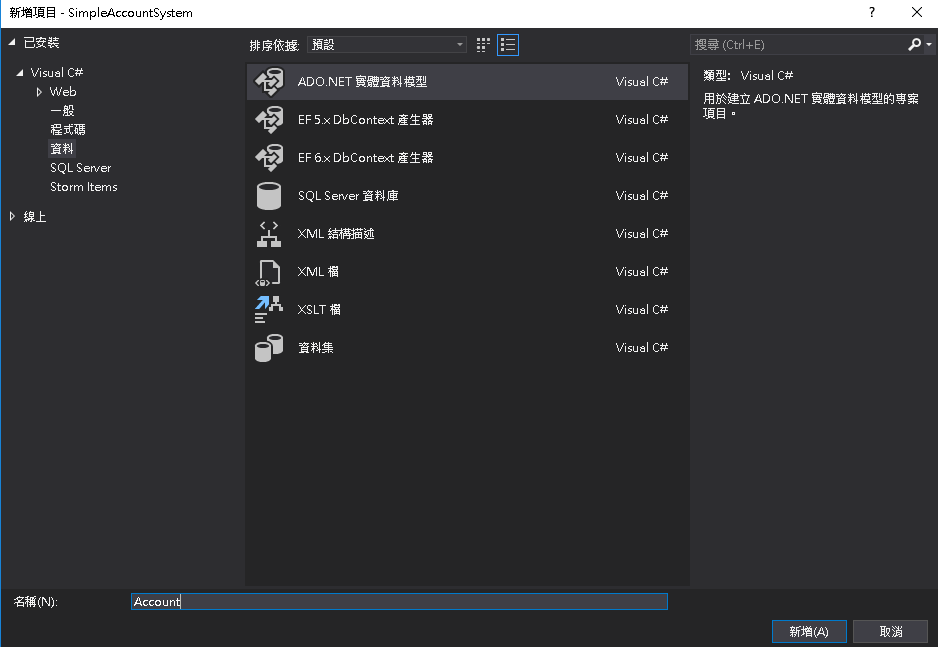 新增項目 - SimpleAccountSystem
?
已安裝
Visual C#
Web
一般
程式碼
資料
SQL Server
Storm Items
線上
排序依據: 預設
ADO.NET 實體資料模型 Visual C#
EF 5.x DbContext 產生器 Visual C#
EF 6.x DbContext 產生器 Visual C#
SQL Server 資料庫 Visual C#
XML 結構描述 Visual C#
XML 檔 Visual C#
XSLT 檔 Visual C#
資料集 Visual C#
搜尋 (Ctrl+E)
類型: Visual C#
用於建立 ADO.NET 實體資料模型的專案
項目。
名稱(N): Account
新增(A) 取消